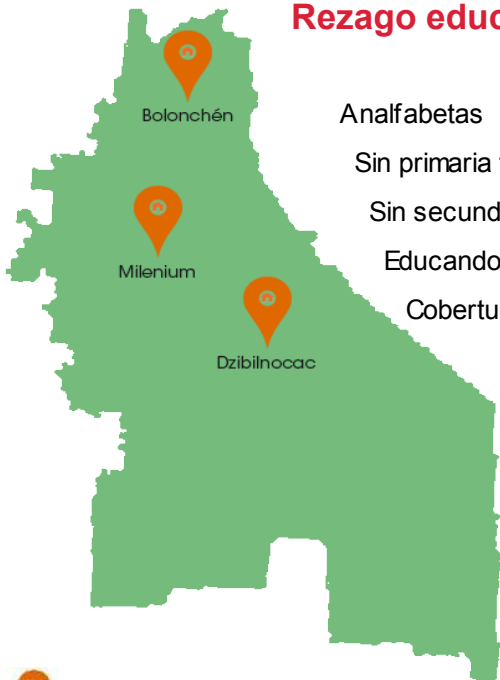 Rezago educ
Bolonchén
Analfabetas
Sin primaria
Sin secund
Educando
Cobertu
Milenium
Dzibilnocac